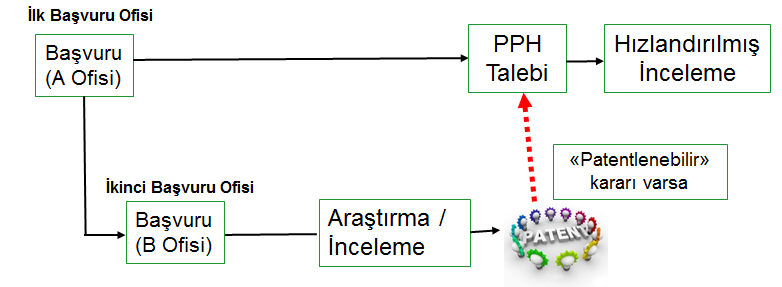 İlk Başvuru Ofisi
Başvuru
(A Ofisi)
PPH
Talebi
Hızlandırılmış
İnceleme
«Patentlenebilir»
kararı varsa
İkinci Başvuru Ofisi
Başvuru
(B Ofisi)
Araştırma /
İnceleme
PATENT